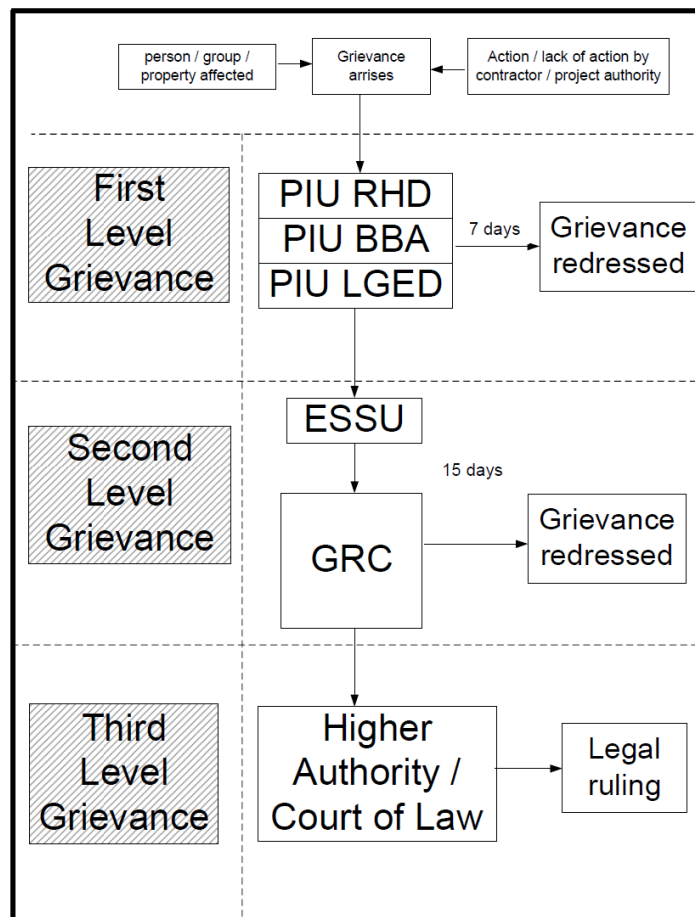 person / group /
property affected
Grievance
arrises
Action / lack of action by
contractor / project authority
First
Level
Grievance
PIU RHD
PIU BBA
PIU LGED
7 days
Grievance
redressed
Second
Level
Grievance
ESSU
15 days
GRC
Grievance
redressed
Third
Level
Grievance
Higher
Authority /
Court of Law
Legal
ruling